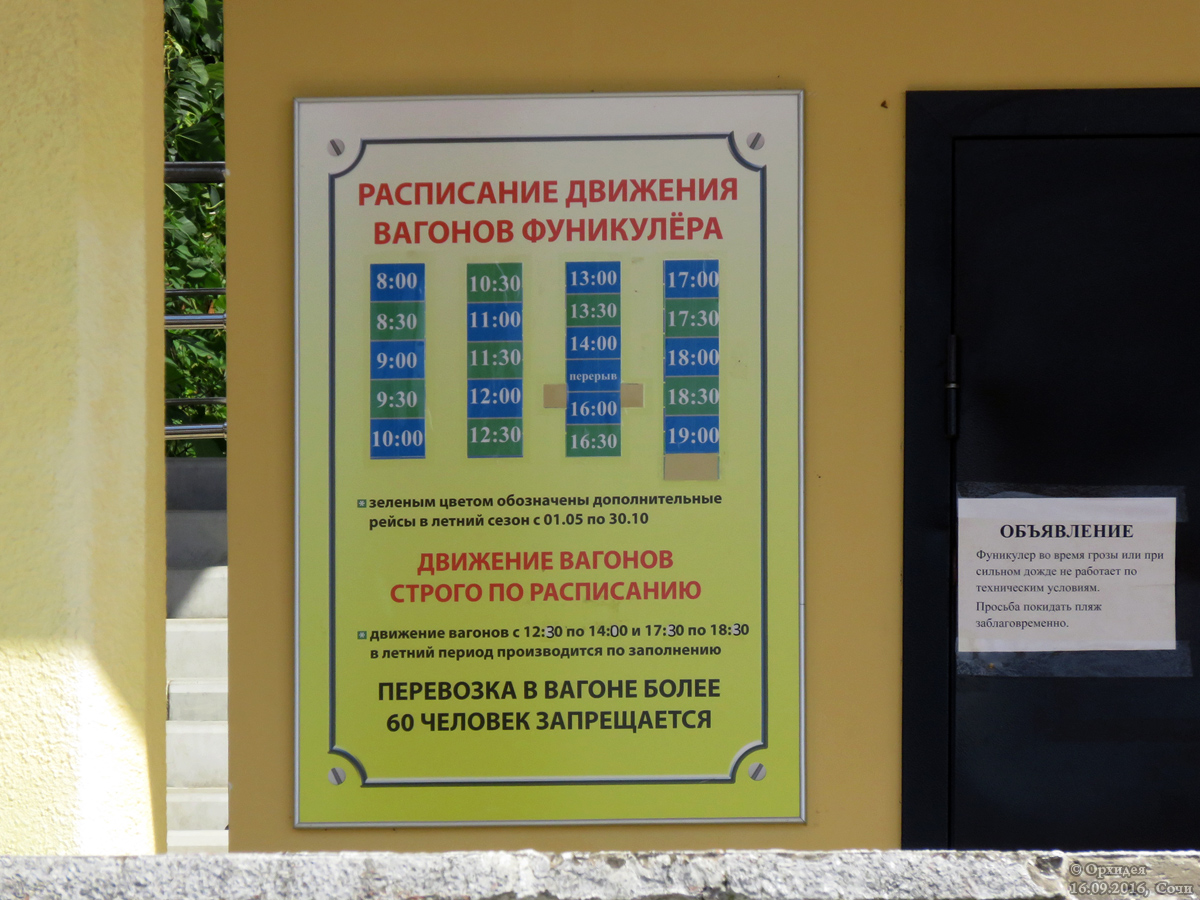 РАСПИСАНИЕ ДВИЖЕНИЯ
ВАГОНОВ ФУНИКУЛЁРА
8:00
8:30
9:00
9:30
10:00
10:30
11:00
11:30
12:00
12:30
13:00
13:30
14:00
перерыв
16:00
16:30
17:00
17:30
18:00
18:30
19:00
зеленым цветом обозначены дополнительные
рейсы в летний сезон с 01.05 по 30.10
ДВИЖЕНИЕ ВАГОНОВ
СТРОГО ПО РАСПИСАНИЮ
движение вагонов с 12:30 по 14:00 и 17:30 по 18:30
в летний период производится по заполнению
ПЕРЕВОЗКА В ВАГОНЕ БОЛЕЕ
60 ЧЕЛОВЕК ЗАПРЕЩАЕТСЯ
ОБЪЯВЛЕНИЕ
Фуникулер во время грозы или при
сильном дожде не работает по
техническим условиям.
Просьба покидать пляж
заблаговременно.
© Орхидея
16.09.2016, Сочи